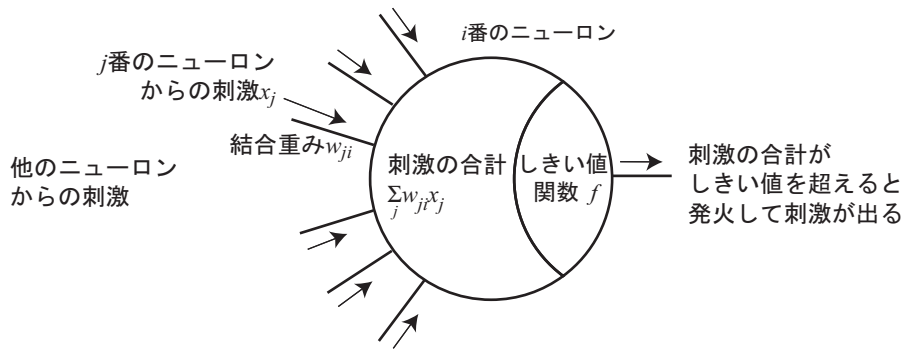 i番のニューロン
j番のニューロン
からの刺激xj
結合重みwji
他のニューロン
からの刺激
刺激の合計
∑j wjixj
しきい値
関数 f
刺激の合計が
しきい値を超えると
発火して刺激が出る